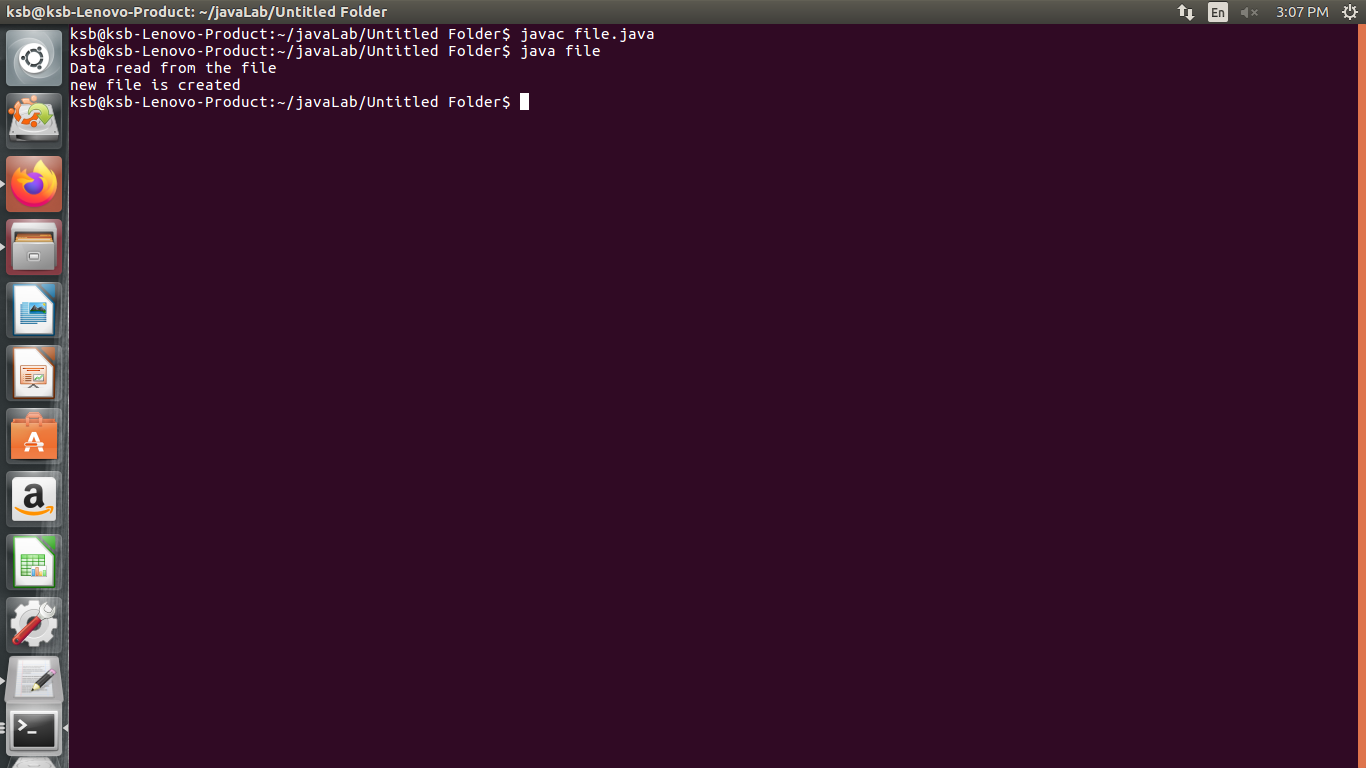 ksb@ksb-Lenovo-Product: ~/javaLab/Untitled Folder
En
3:07 PM
ksb@ksb-Lenovo-Product:~/javaLab/Untitled Folder$ javac file.java
ksb@ksb-Lenovo-Product:~/javaLab/Untitled Folder$ java file
Data read from the file
new file is created
ksb@ksb-Lenovo-Product:~/javaLab/Untitled Folder$
A
a
>_